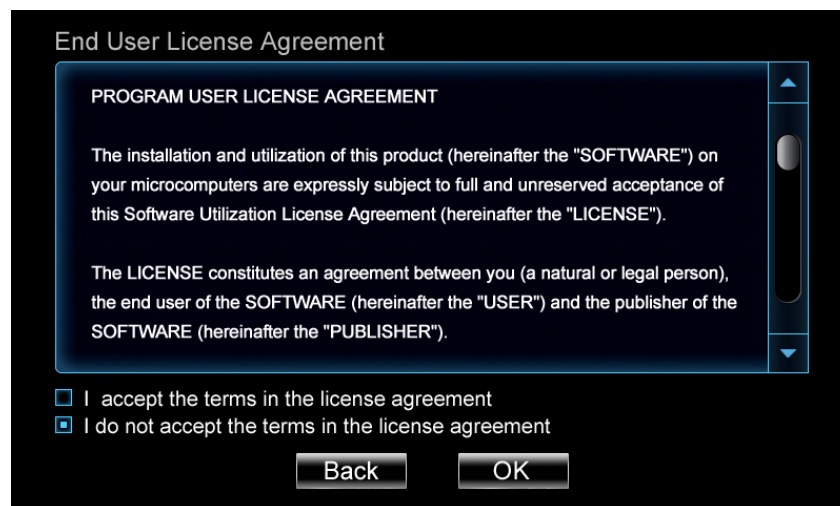 End User License Agreement
PROGRAM USER LICENSE AGREEMENT
The installation and utilization of this product (hereinafter the "SOFTWARE") on
your microcomputers are expressly subject to full and unreserved acceptance of
this Software Utilization License Agreement (hereinafter the "LICENSE").
The LICENSE constitutes an agreement between you (a natural or legal person),
the end user of the SOFTWARE (hereinafter the "USER") and the publisher of the
SOFTWARE (hereinafter the "PUBLISHER").
I accept the terms in the license agreement
I do not accept the terms in the license agreement
Back OK